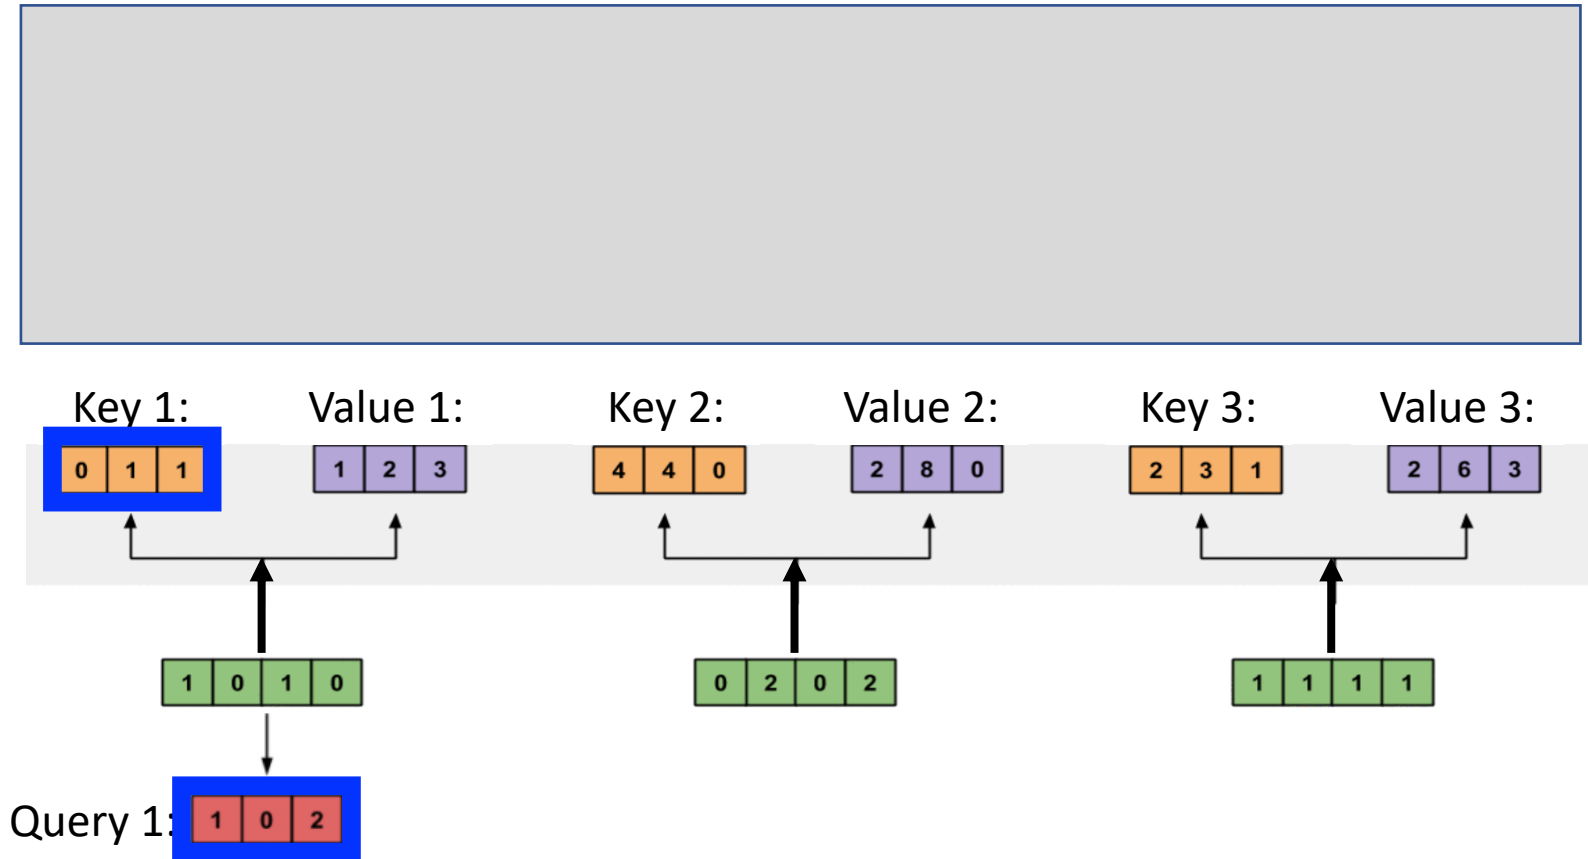 Key 1: Value 1: Key 2: Value 2: Key 3: Value 3:
0 1 1 1 2 3 4 4 0 2 8 0 2 3 1 2 6 3
1 0 1 0 0 2 0 2 1 1 1 1
Query 1: 1 0 2